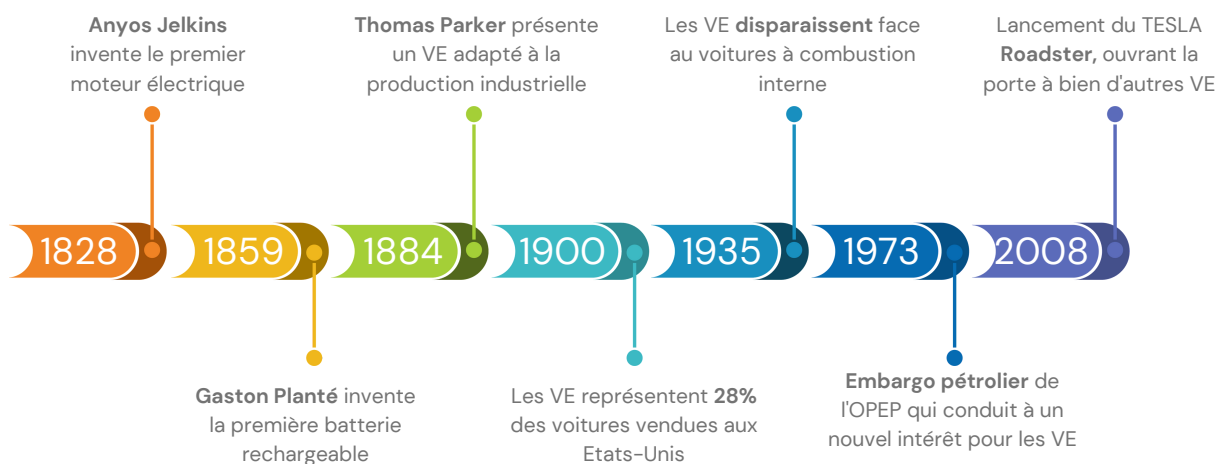 Anyos Jelkins
invente le premier
moteur électrique
Thomas Parker présente
un VE adapté à la
production industrielle
Les VE disparaissent face
au voitures à combustion
interne
Lancement du TESLA
Roadster, ouvrant la
porte à bien d'autres VE
1828
1859
1884
1900
1935
1973
2008
Gaston Planté invente
la première batterie
rechargeable
Les VE représentent 28%
des voitures vendues aux
Etats-Unis
Embargo pétrolier de
l'OPEP qui conduit à un
nouvel intérêt pour les VE